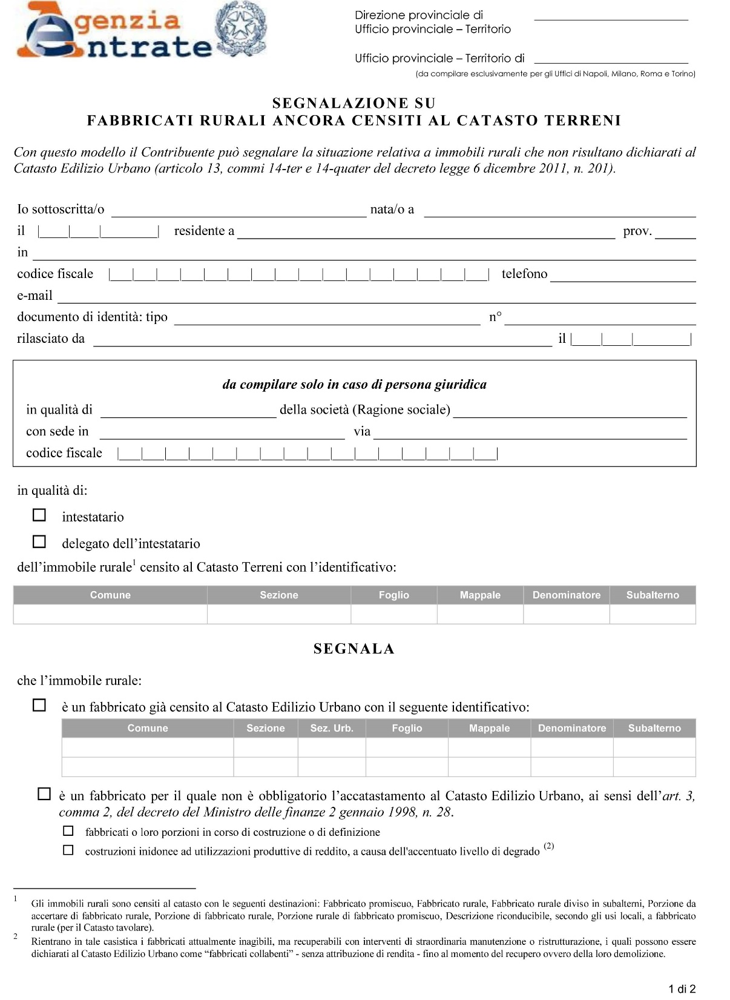 Agenzia
Entrate
Direzione provinciale di
Ufficio provinciale – Territorio
Ufficio provinciale – Territorio di
(da compilare esclusivamente per gli Uffici di Napoli, Milano, Roma e Torino)
SEGNALAZIONE SU
FABBRICATI RURALI ANCORA CENSITI AL CATASTO TERRENI
Con questo modello il Contribuente può segnalare la situazione relativa a immobili rurali che non risultano dichiarati al
Catasto Edilizio Urbano (articolo 13, commi 14-ter e 14-quater del decreto legge 6 dicembre 2011, n. 201).
Io sottoscritta/o nata/o a
il residente a prov.
in
codice fiscale telefono
e-mail
documento di identità: tipo n°
rilasciato da il
da compilare solo in caso di persona giuridica
in qualità di della società (Ragione sociale)
con sede in via
codice fiscale
in qualità di:
intestatario
delegato dell’intestatario
dell’immobile rurale1 censito al Catasto Terreni con l’identificativo:
Comune Sezione Foglio Mappale Denominatore Subalterno
SEGNALA
che l’immobile rurale:
è un fabbricato già censito al Catasto Edilizio Urbano con il seguente identificativo:
Comune Sezione Sez. Urb. Foglio Mappale Denominatore Subalterno
è un fabbricato per il quale non è obbligatorio l’accatastamento al Catasto Edilizio Urbano, ai sensi dell’art. 3,
comma 2, del decreto del Ministro delle finanze 2 gennaio 1998, n. 28.
fabbricati o loro porzioni in corso di costruzione o di definizione
costruzioni inidonee ad utilizzazioni produttive di reddito, a causa dell'accentuato livello di degrado (2)
1 Gli immobili rurali sono censiti al catasto con le seguenti destinazioni: Fabbricato promiscuo, Fabbricato rurale, Fabbricato rurale diviso in subalterni, Porzione da
accertare di fabbricato rurale, Porzione di fabbricato rurale, Porzione rurale di fabbricato promiscuo, Descrizione riconducibile, secondo gli usi locali, a fabbricato
rurale (per il Catasto tavolare).
2 Rientrano in tale casistica i fabbricati attualmente inagibili, ma recuperabili con interventi di straordinaria manutenzione o ristrutturazione, i quali possono essere
dichiarati al Catasto Edilizio Urbano come “fabbricati collabenti” - senza attribuzione di rendita - fino al momento del recupero ovvero della loro demolizione.
1 di 2